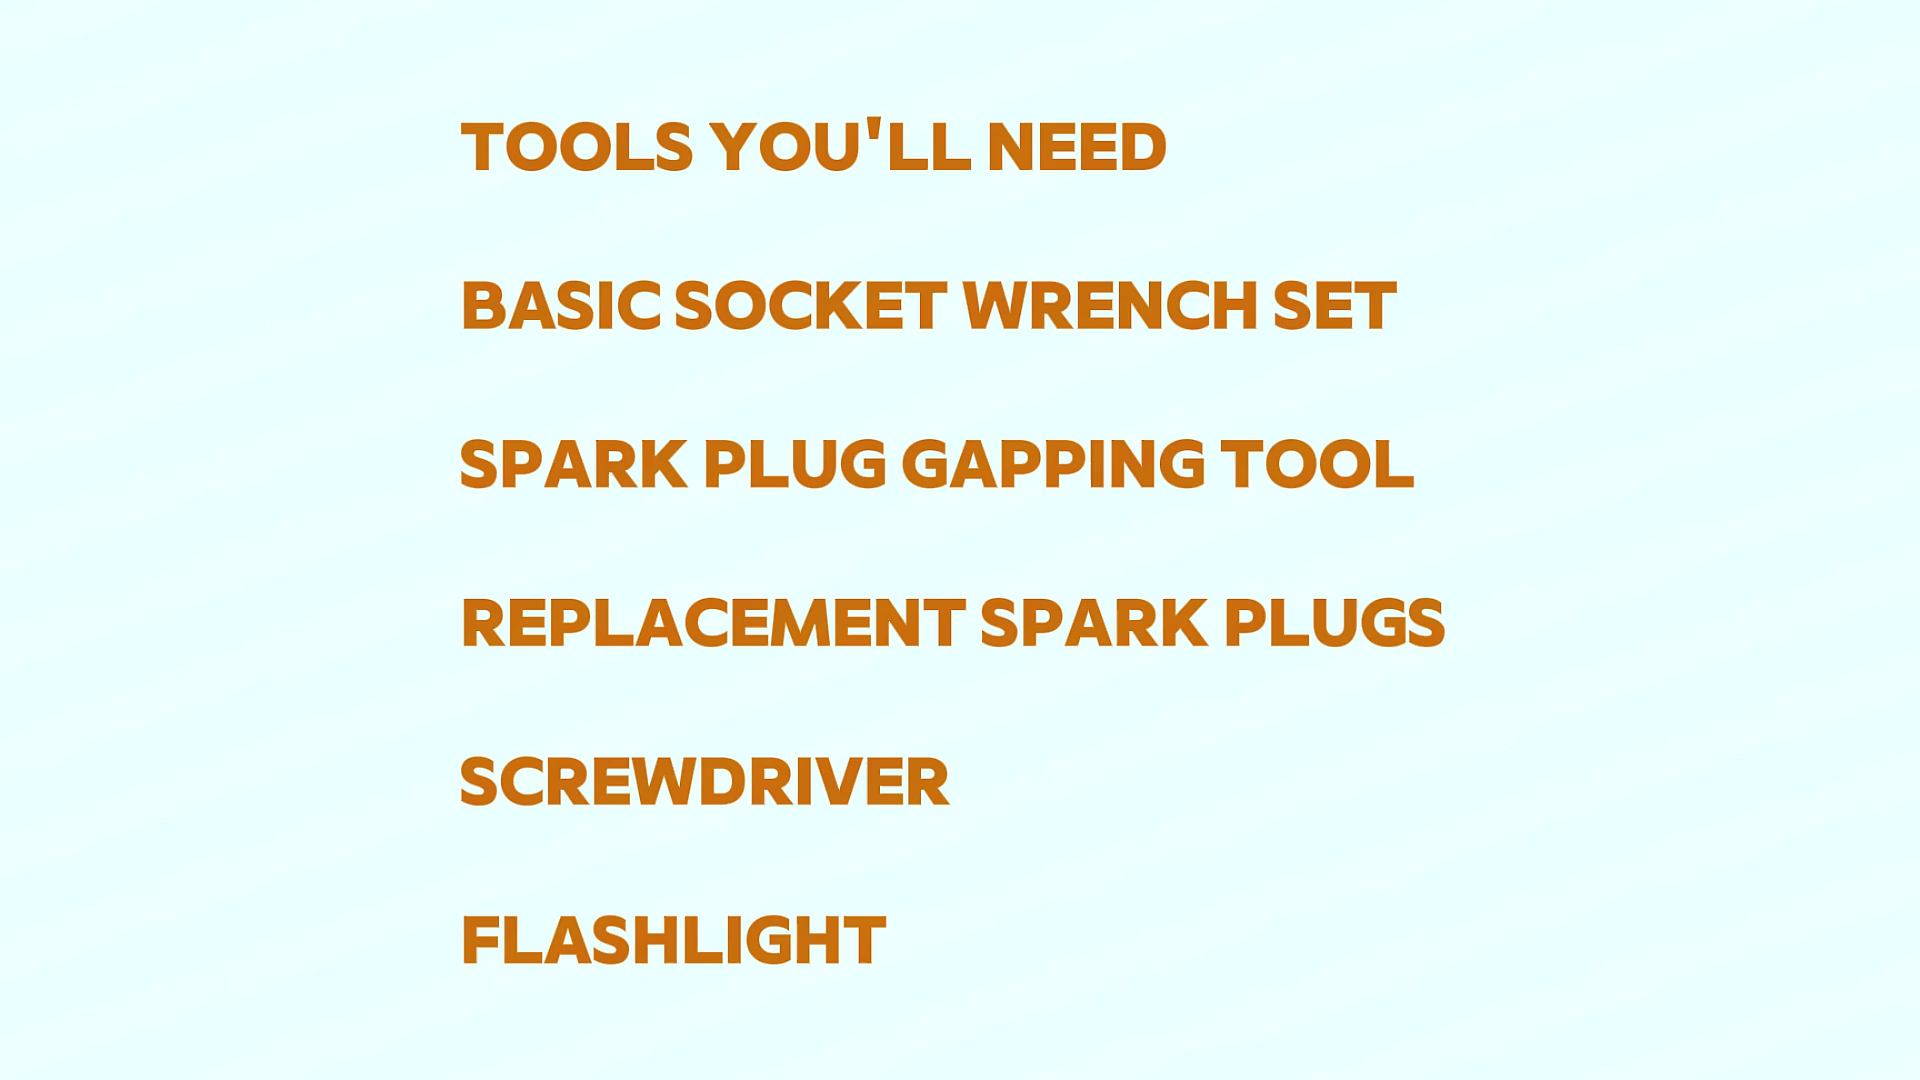 TOOLS YOU'LL NEED
BASIC SOCKET WRENCH SET
SPARK PLUG GAPPING TOOL
REPLACEMENT SPARK PLUGS
SCREWDRIVER
FLASHLIGHT